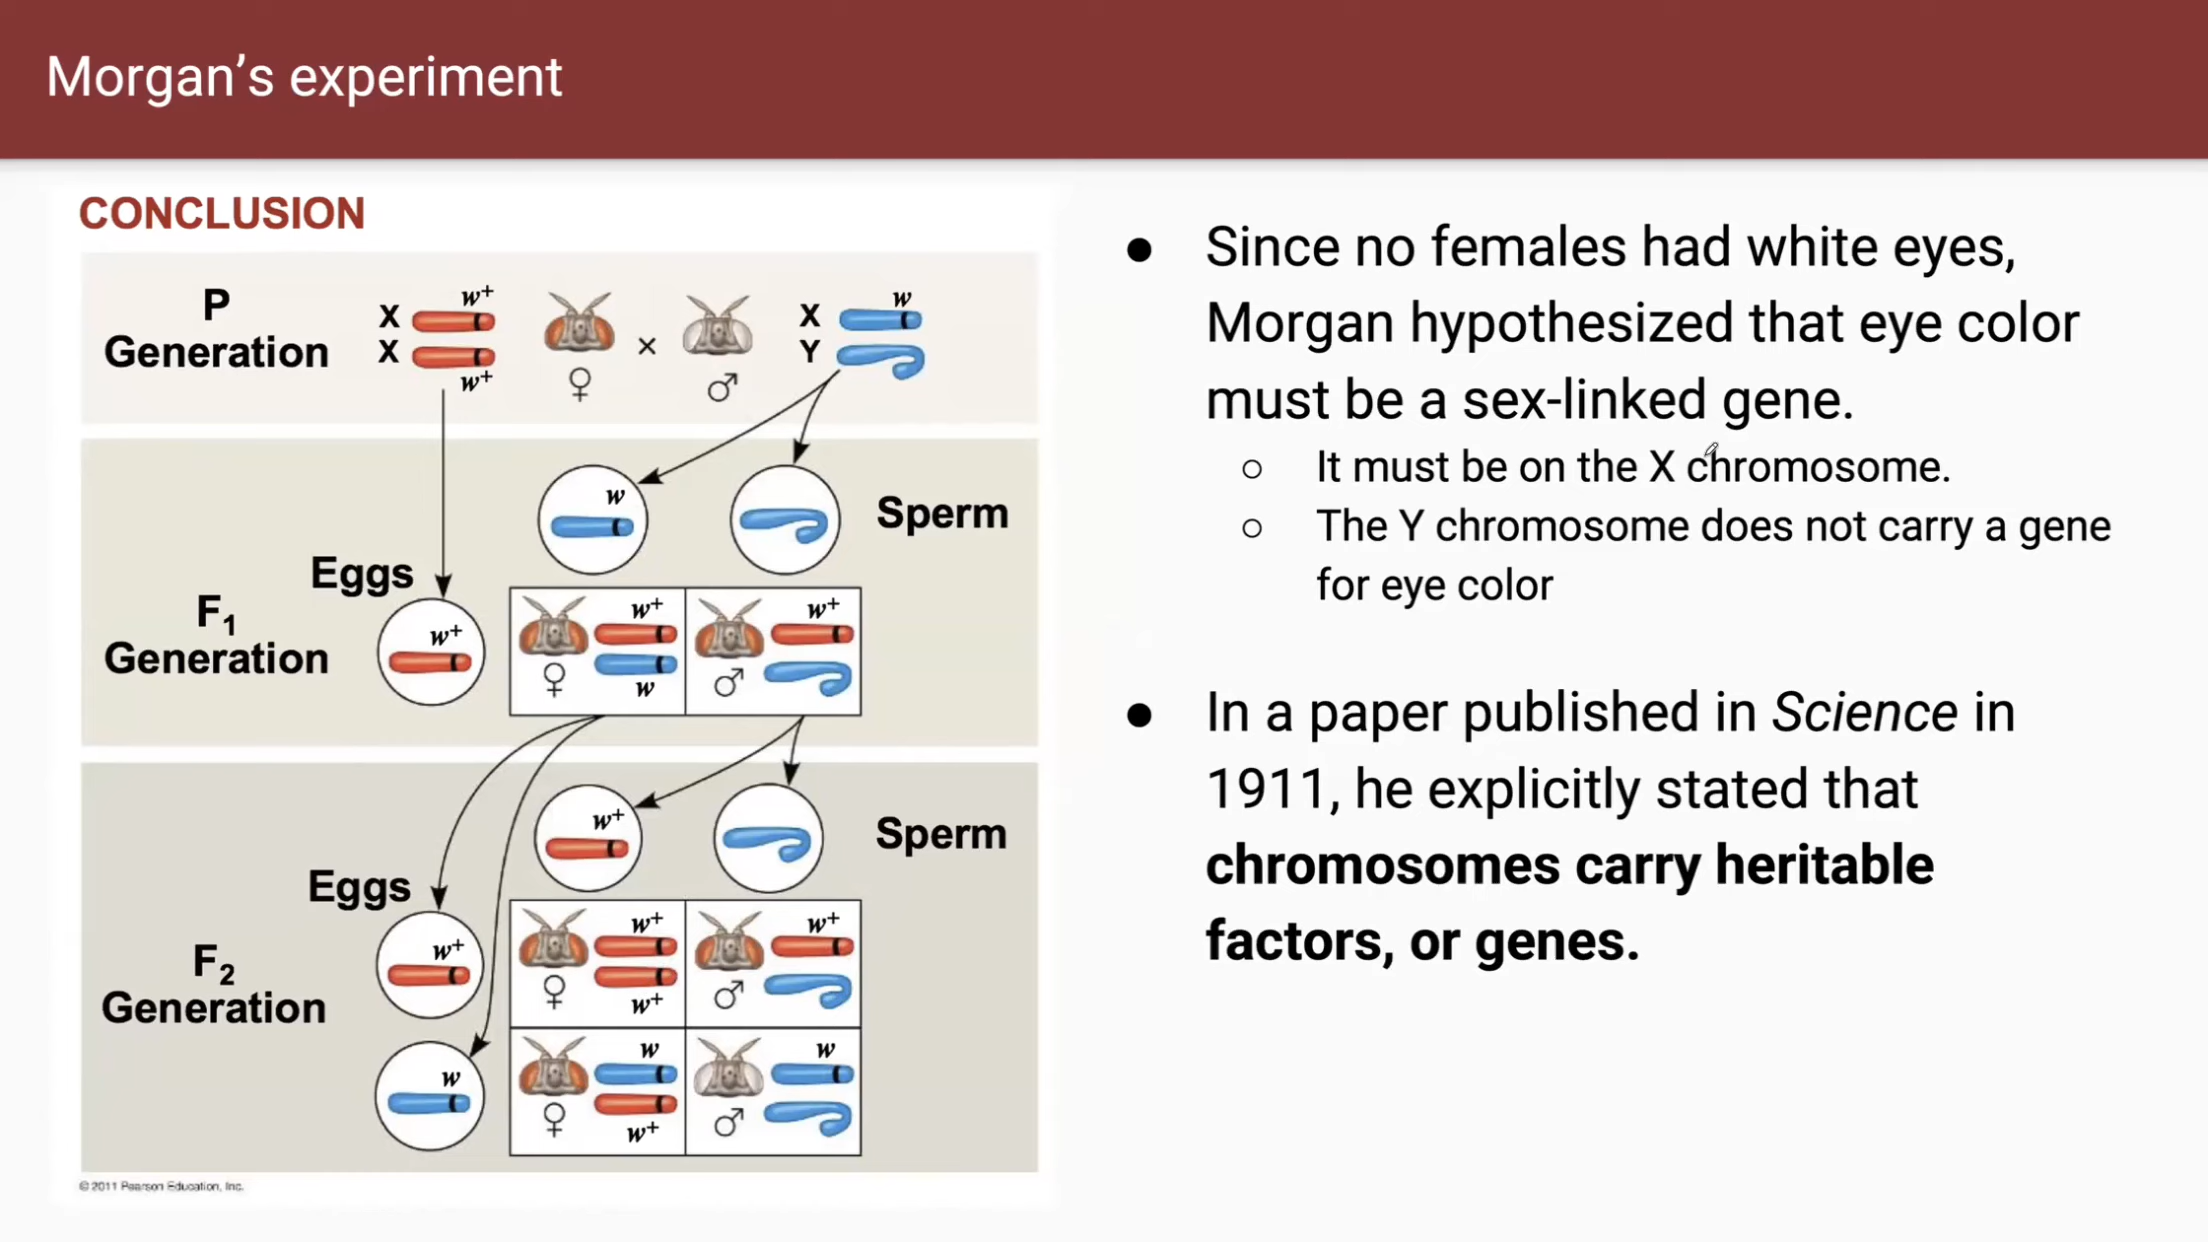 Morgan’s experiment
CONCLUSION
P
Generation
X
X
w+
w+
♀
×
♂
X
Y
w
w
Sperm
Eggs
w+
F1
Generation
w+
w
♀
w+
♂
w+
Sperm
Eggs
w+
w
F2
Generation
w+
w+
♀
w+
♂
w
w+
♀
w
♂
© 2011 Pearson Education, Inc.
● Since no females had white eyes,
Morgan hypothesized that eye color
must be a sex-linked gene.
○ It must be on the X chromosome.
○ The Y chromosome does not carry a gene
for eye color
● In a paper published in Science in
1911, he explicitly stated that
chromosomes carry heritable
factors, or genes.